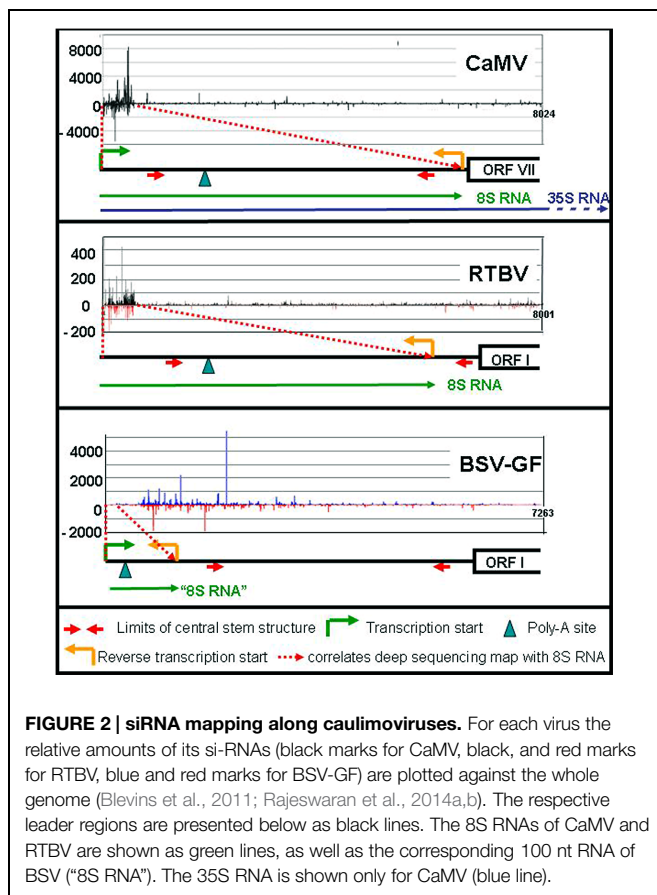 8000
6000
4000
2000
0
- 4000
CaMV
8024
ORF VII
8S RNA
35S RNA
400
200
0
- 200
RTBV
8001
ORF I
8S RNA
4000
2000
0
- 2000
BSV-GF
7263
ORF I
"8S RNA"
Limits of central stem structure
Transcription start
Poly-A site
Reverse transcription start
correlates deep sequencing map with 8S RNA
FIGURE 2 | siRNA mapping along caulimoviruses. For each virus the
relative amounts of its si-RNAs (black marks for CaMV, black, and red marks
for RTBV, blue and red marks for BSV-GF) are plotted against the whole
genome (Blevins et al., 2011; Rajeswaran et al., 2014a,b). The respective
leader regions are presented below as black lines. The 8S RNAs of CaMV and
RTBV are shown as green lines, as well as the corresponding 100 nt RNA of
BSV ("8S RNA"). The 35S RNA is shown only for CaMV (blue line).